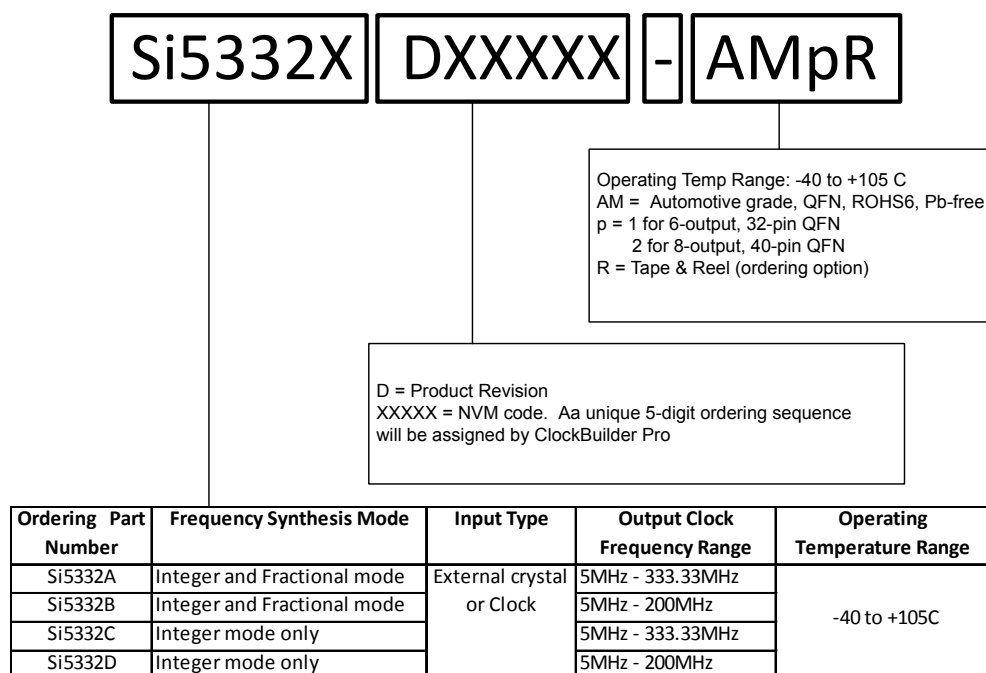 Si5332X DXXXXX - AMpR
Operating Temp Range: -40 to +105 C
AM = Automotive grade, QFN, ROHS6, Pb-free
p = 1 for 6-output, 32-pin QFN
2 for 8-output, 40-pin QFN
R = Tape & Reel (ordering option)
D = Product Revision
XXXXX = NVM code. Aa unique 5-digit ordering sequence
will be assigned by ClockBuilder Pro
Ordering Part Number Frequency Synthesis Mode Input Type Output Clock Frequency Range Operating Temperature Range
Si5332A Integer and Fractional mode External crystal or Clock 5MHz - 333.33MHz -40 to +105C
Si5332B Integer and Fractional mode 5MHz - 200MHz
Si5332C Integer mode only 5MHz - 333.33MHz
Si5332D Integer mode only 5MHz - 200MHz